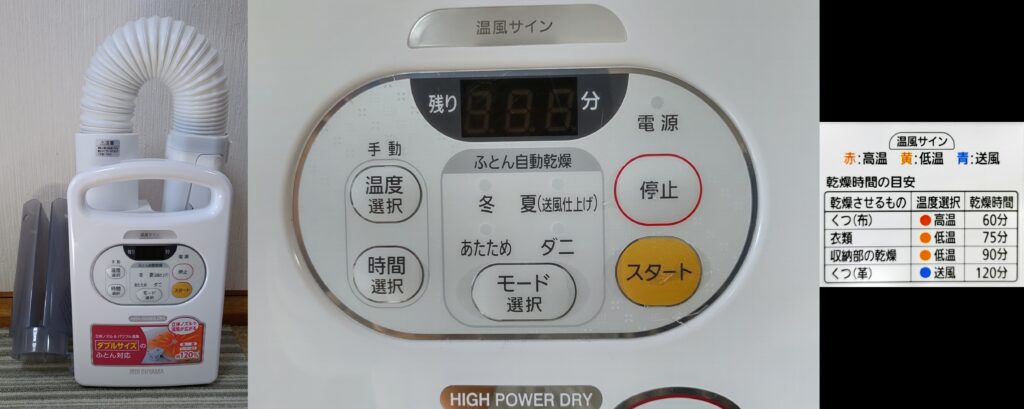 温風サイン
残り 分
電源
手動
ふとん自動乾燥
温度
選択
停止
冬 夏(送風仕上げ)
あたため ダニ
時間
選択
モード
選択
スタート
HIGH POWER DRY
ダブルサイズの
ふとん対応
約120%
IRIS OHYAMA
温風サイン
赤:高温 黄:低温 青:送風
乾燥時間の目安
乾燥させるもの 温度選択 乾燥時間
くつ(布) 高温 60分
衣類 低温 75分
収納部の乾燥 低温 90分
くつ(革) 送風 120分